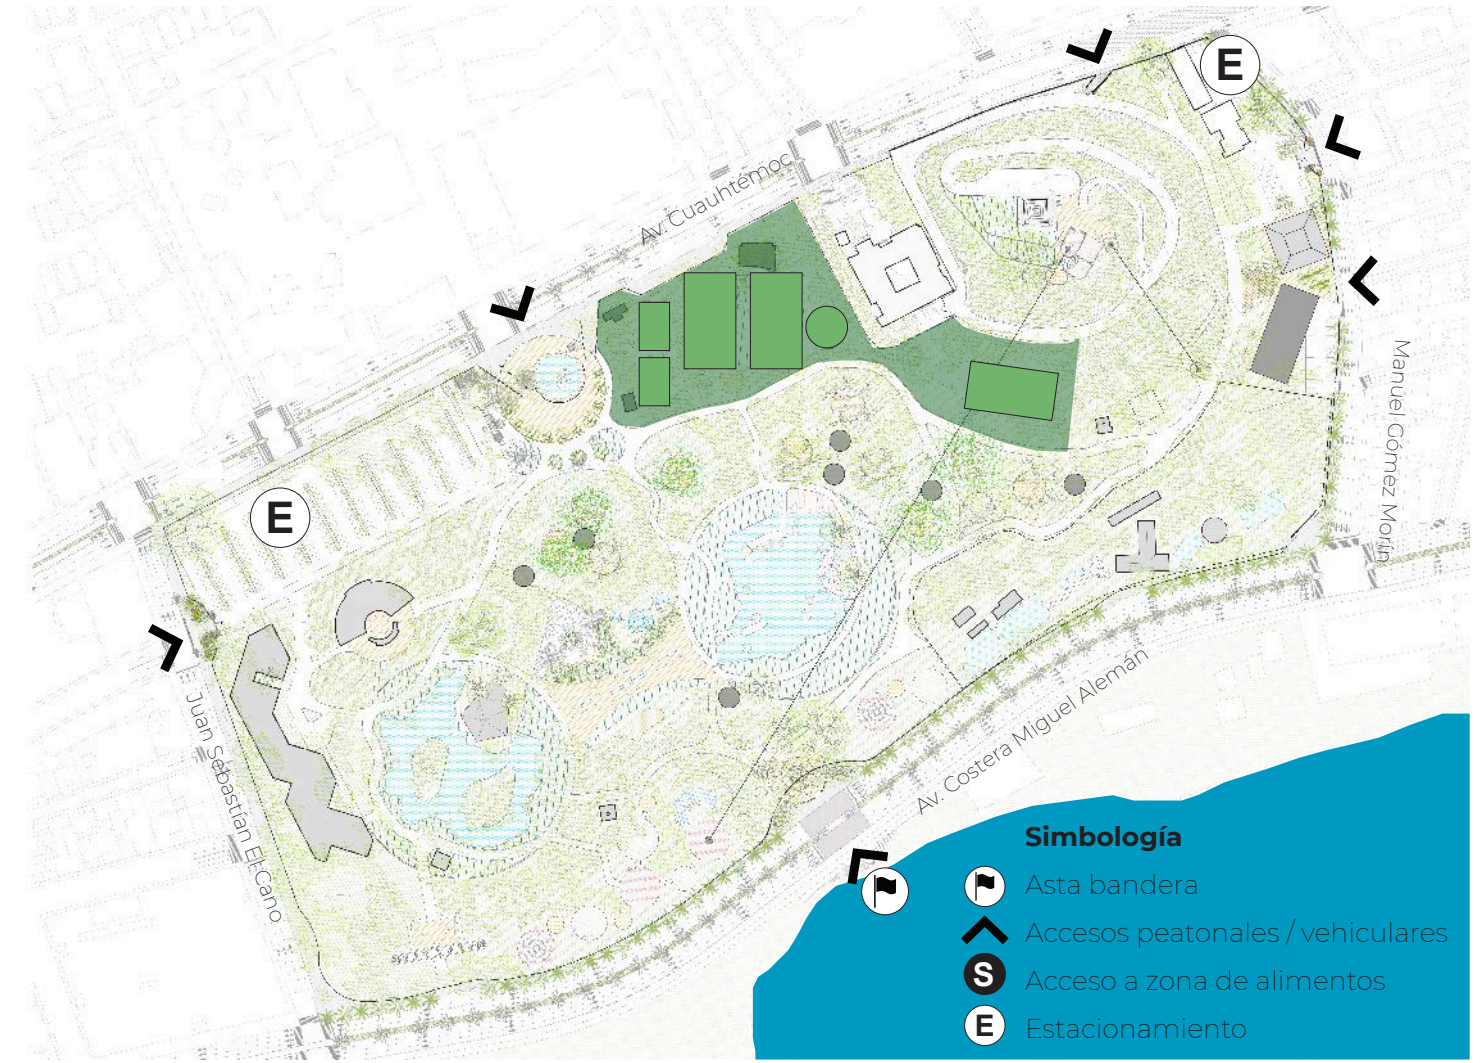 E
Av. Cuauhtémoc
E
Manuel Gómez Morín
Juan Sebastían El Cano
Av. Costera Miguel Alemán
Simbología
Asta bandera
Accesos peatonales / vehiculares
S Acceso a zona de alimentos
E Estacionamiento